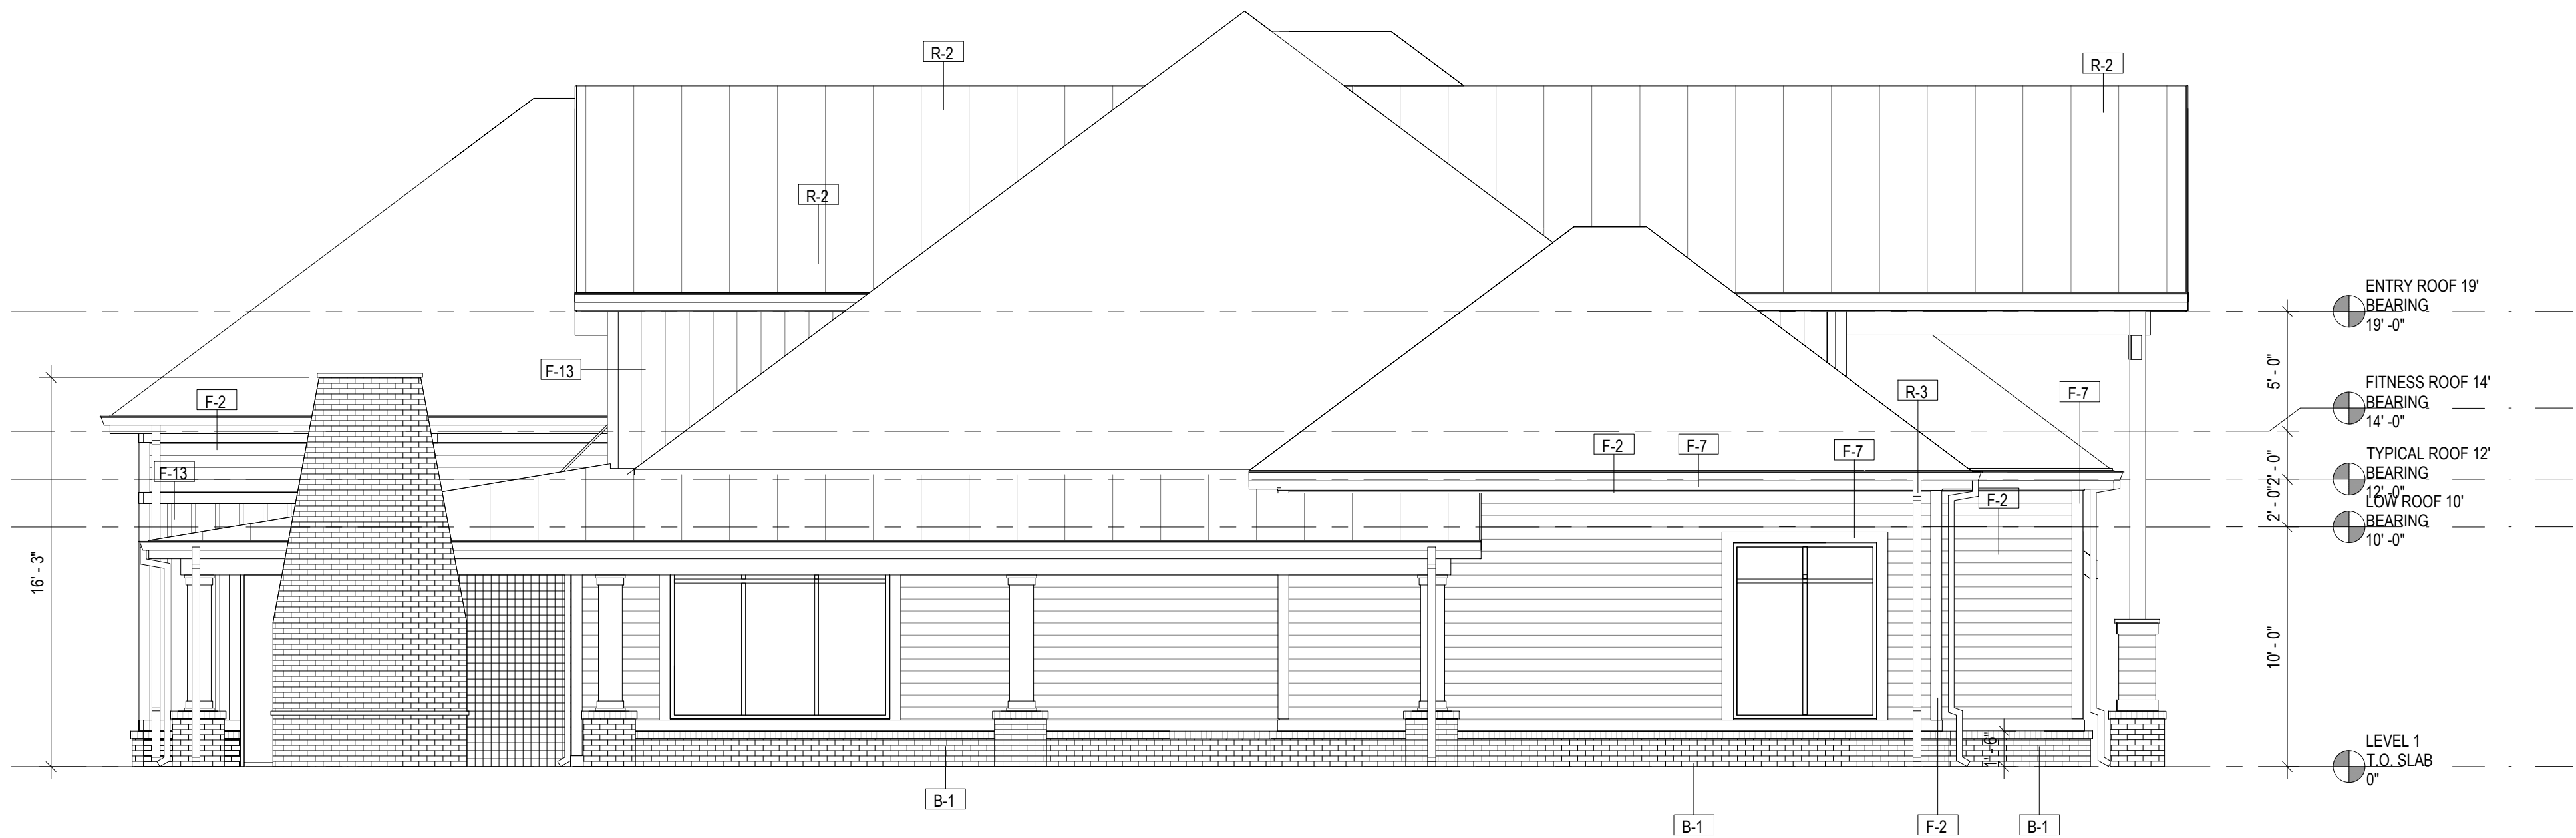 R-2
R-2
R-2
F-13
F-2
F-13
R-3
F-7
F-2
F-7
F-7
F-2
B-1
B-1
F-2
B-1
16' - 3"
1' - 6"
5' - 0"
2' - 0"
2' - 0"
10' - 0"
ENTRY ROOF 19'
BEARING
19' -0"
FITNESS ROOF 14'
BEARING
14' -0"
TYPICAL ROOF 12'
BEARING
12' -0"
LOW ROOF 10'
BEARING
10' -0"
LEVEL 1
T.O. SLAB
0"